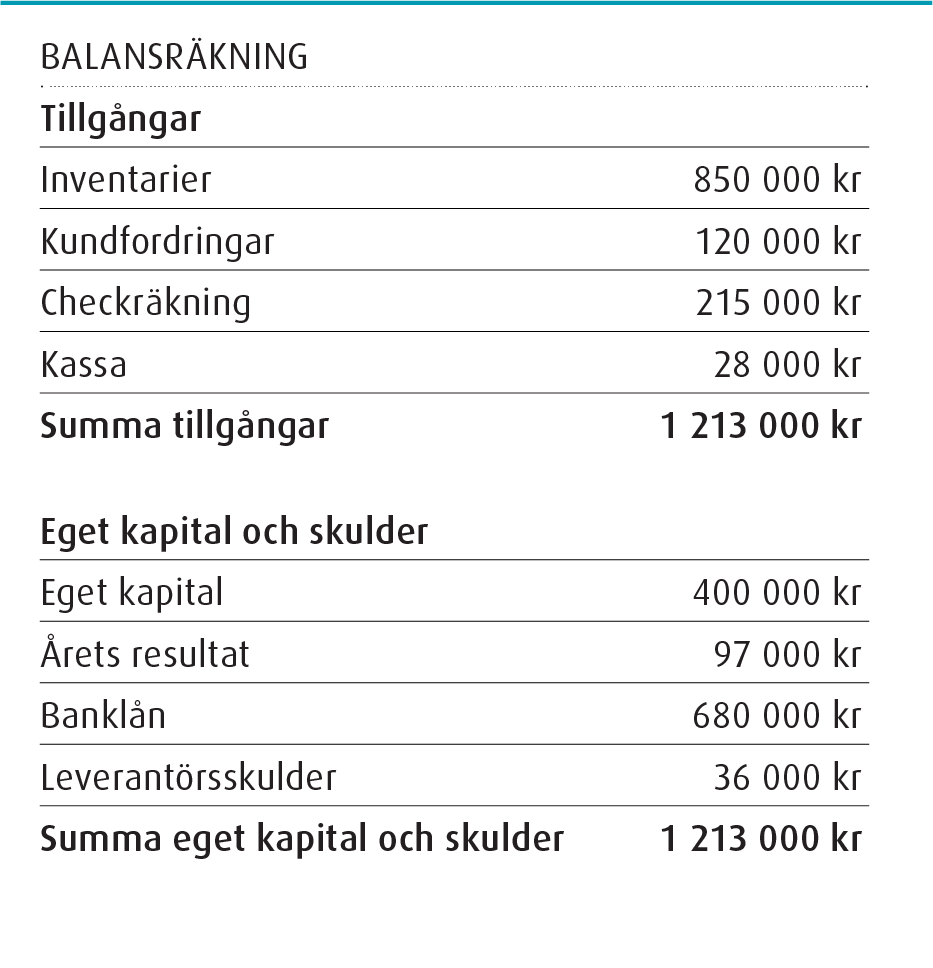 BALANSRÄKNING
Tillgångar
Inventarier 850 000 kr
Kundfordringar 120 000 kr
Checkräkning 215 000 kr
Kassa 28 000 kr
Summa tillgångar 1 213 000 kr
Eget kapital och skulder
Eget kapital 400 000 kr
Årets resultat 97 000 kr
Banklån 680 000 kr
Leverantörsskulder 36 000 kr
Summa eget kapital och skulder 1 213 000 kr